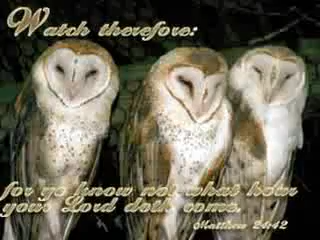 Watch therefore:
for ye know not what hour
your Lord doth come.
Matthew 24:42